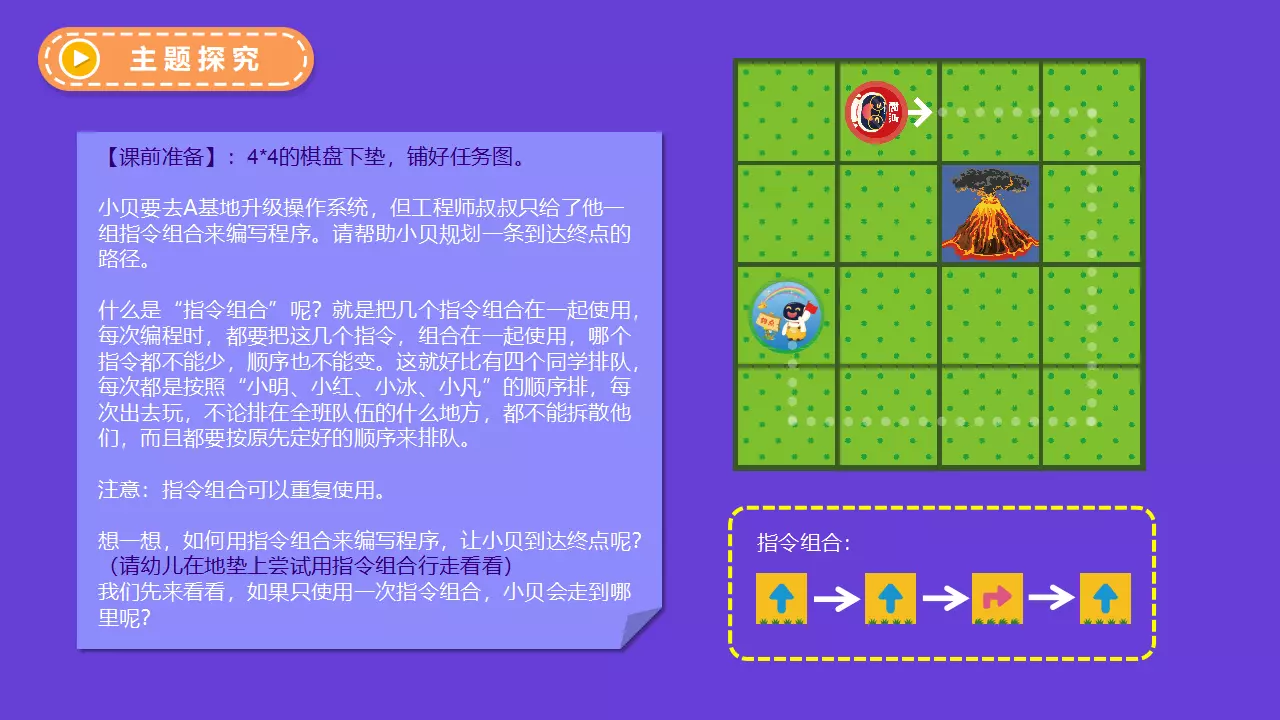 主题探究
【课前准备】：4*4的棋盘下垫，铺好任务图。
小贝要去A基地升级操作系统，但工程师叔叔只给了他一
组指令组合来编写程序。请帮助小贝规划一条到达终点的
路径。
什么是“指令组合”呢？就是把几个指令组合在一起使用，
每次编程时，都要把这几个指令，组合在一起使用，哪个
指令都不能少，顺序也不能变。这就好比有四个同学排队，
每次都是按照“小明、小红、小冰、小凡”的顺序排，每
次出去玩，不论排在全班队伍的什么地方，都不能拆散他
们，而且都要按原先定好的顺序来排队。
注意：指令组合可以重复使用。
想一想，如何用指令组合来编写程序，让小贝到达终点呢？
（请幼儿在地垫上尝试用指令组合行走看看）
我们先来看看，如果只使用一次指令组合，小贝会走到哪
里呢？
起点
终点
指令组合：